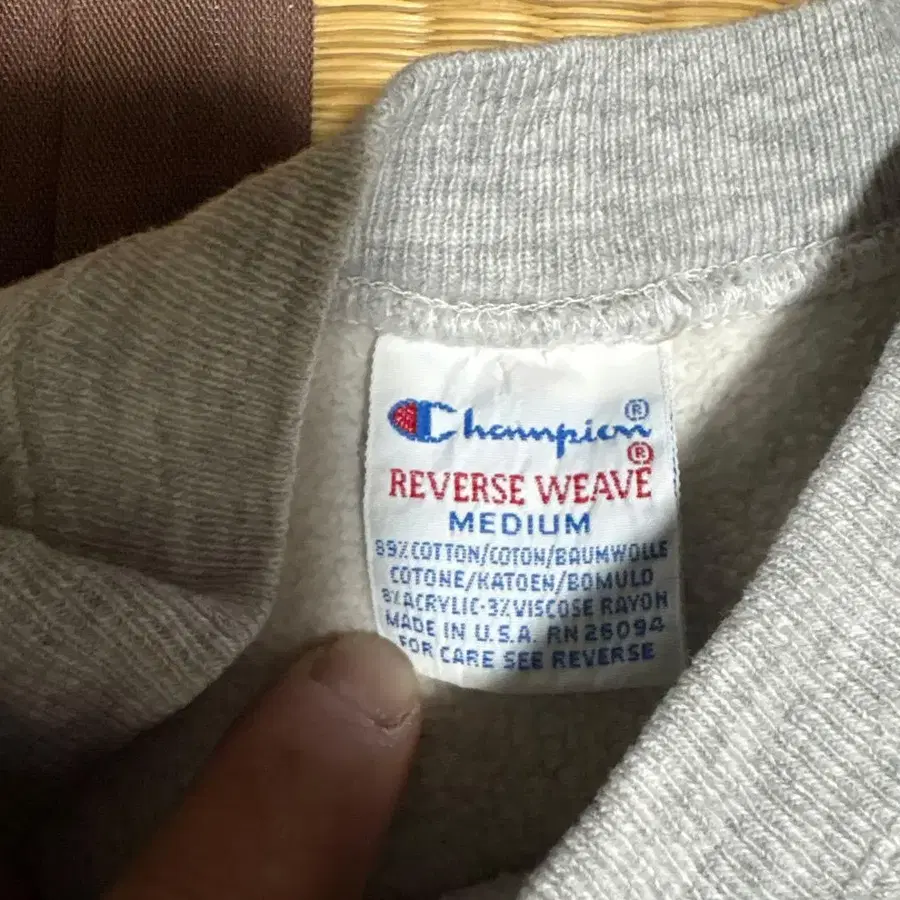 Champion®
REVERSE WEAVE®
MEDIUM
89% COTTON/COTON/BAUMWOLLE
COTONE/KATOEN/BOMULD
8% ACRYLIC-3% VISCOSE RAYON
MADE IN U.S.A. RN 26094
FOR CARE SEE REVERSE